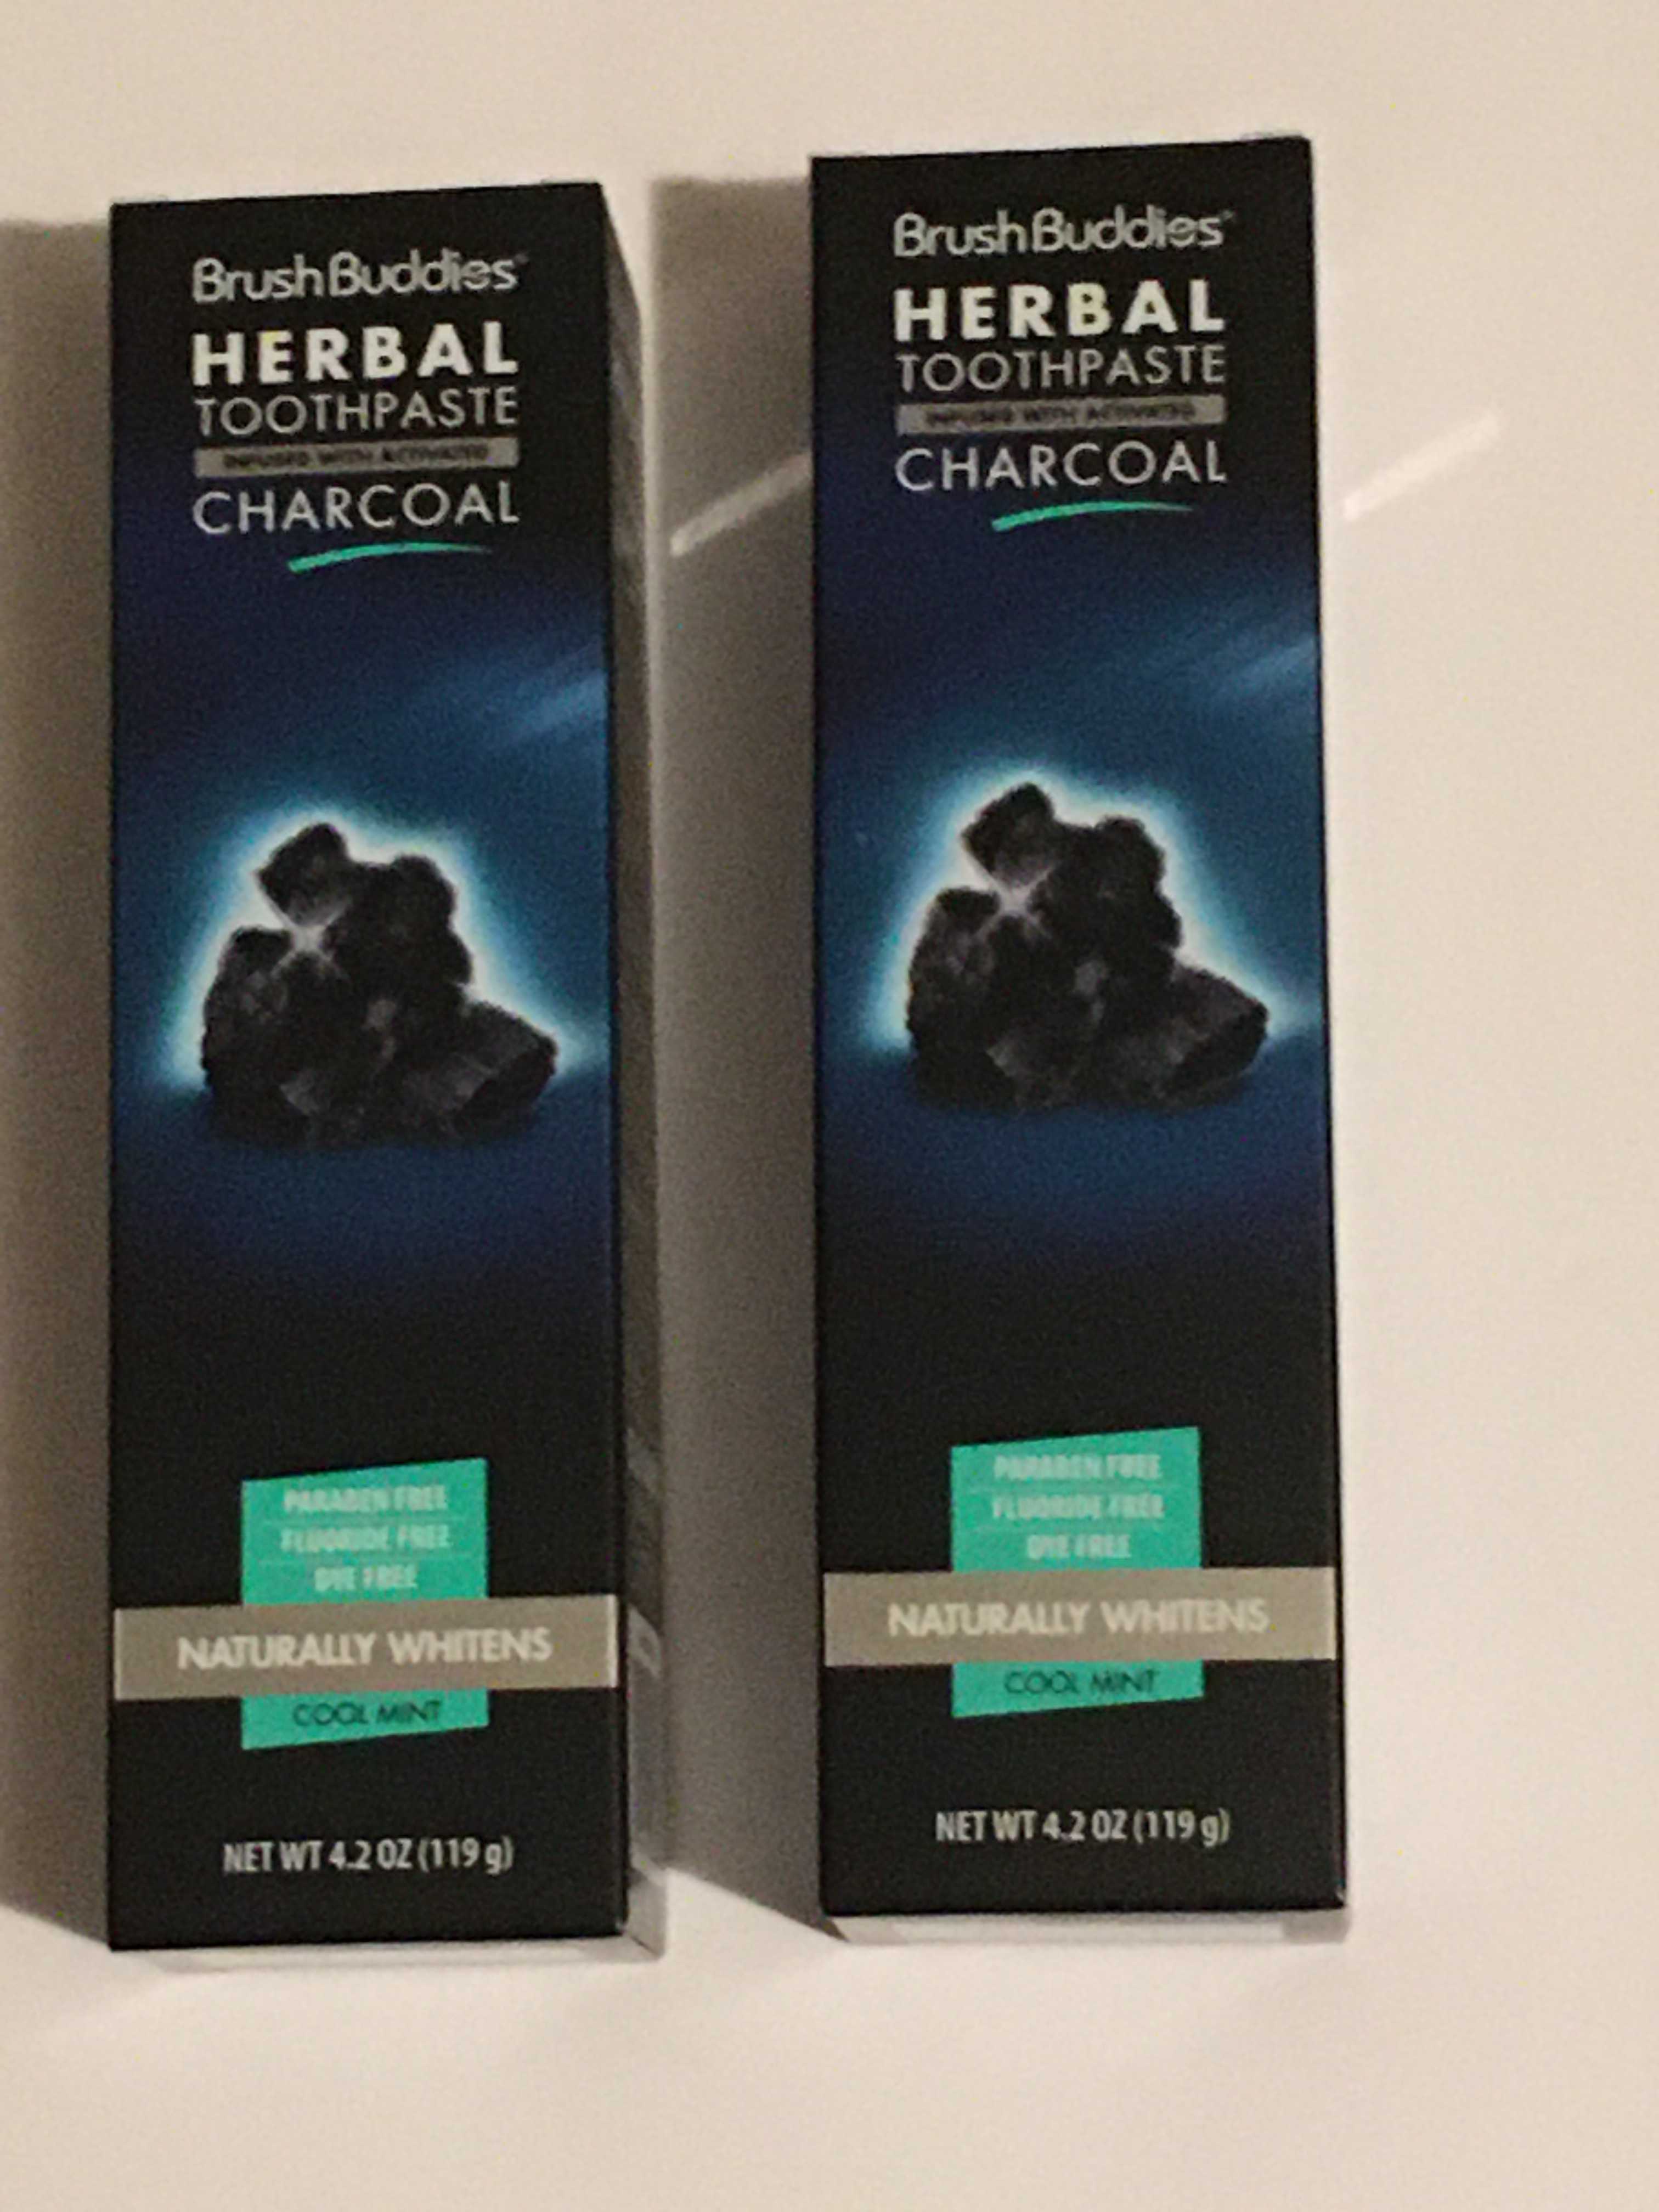 BrushBuddies
HERBAL
TOOTHPASTE
INFUSED WITH ACTIVATED
CHARCOAL
PARABEN FREE
FLUORIDE FREE
DYE FREE
NATURALLY WHITENS
COOL MINT
NET WT 4.2 OZ (119 g)
BrushBuddies
HERBAL
TOOTHPASTE
INFUSED WITH ACTIVATED
CHARCOAL
PARABEN FREE
FLUORIDE FREE
DYE FREE
NATURALLY WHITENS
COOL MINT
NET WT 4.2 OZ (119 g)